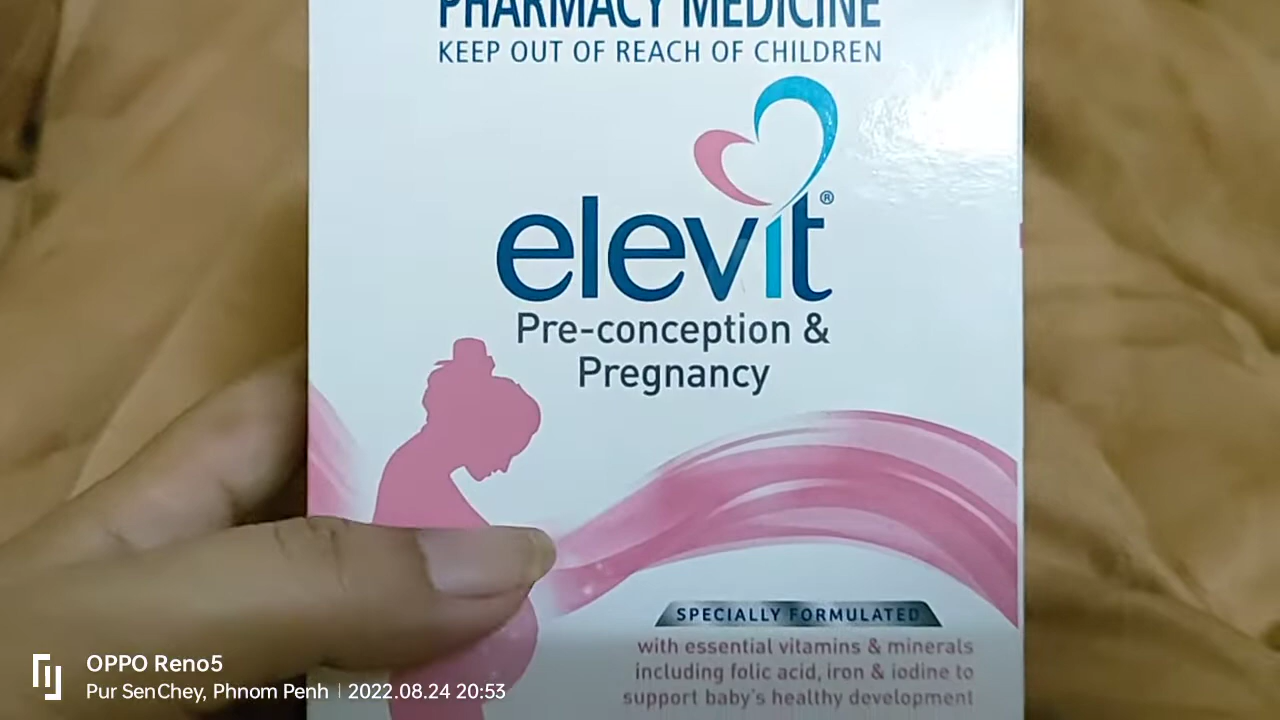 PHARMACY MEDICINE
KEEP OUT OF REACH OF CHILDREN
elevit®
Pre-conception &
Pregnancy
SPECIALLY FORMULATED
with essential vitamins & minerals
including folic acid, iron & iodine to
support baby's healthy development
OPPO Reno5
Pur SenChey, Phnom Penh | 2022.08.24 20:53